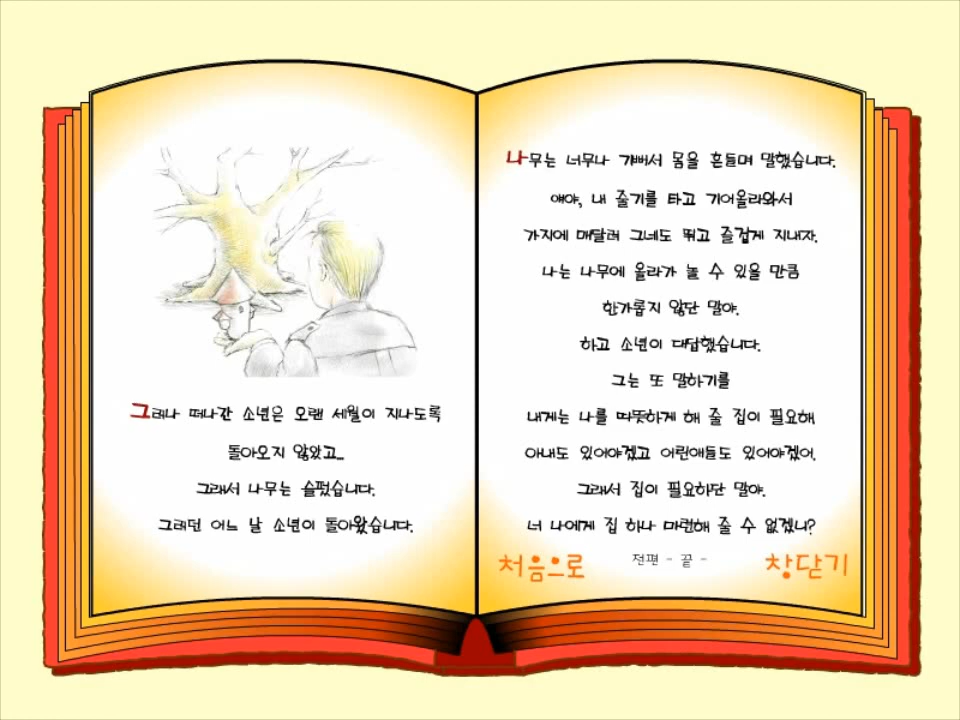 그러나 떠나간 소년은 오랜 세월이 지나도록
돌아오지 않았고...
그래서 나무는 슬펐습니다.
그러던 어느 날 소년이 돌아왔습니다.
나무는 너무나 기뻐서 몸을 흔들며 말했습니다.
얘야, 내 줄기를 타고 기어올라와서
가지에 매달려 그네도 뛰고 즐겁게 지내자.
나는 나무에 올라가 놀 수 있을 만큼
한가롭지 않단 말야.
하고 소년이 대답했습니다.
그는 또 말하기를
내게는 나를 따뜻하게 해 줄 집이 필요해
아내도 있어야겠고 어린애들도 있어야겠어.
그래서 집이 필요하단 말야.
너 나에게 집 하나 마련해 줄 수 없겠니?
처음으로 전편 - 끝 - 창닫기